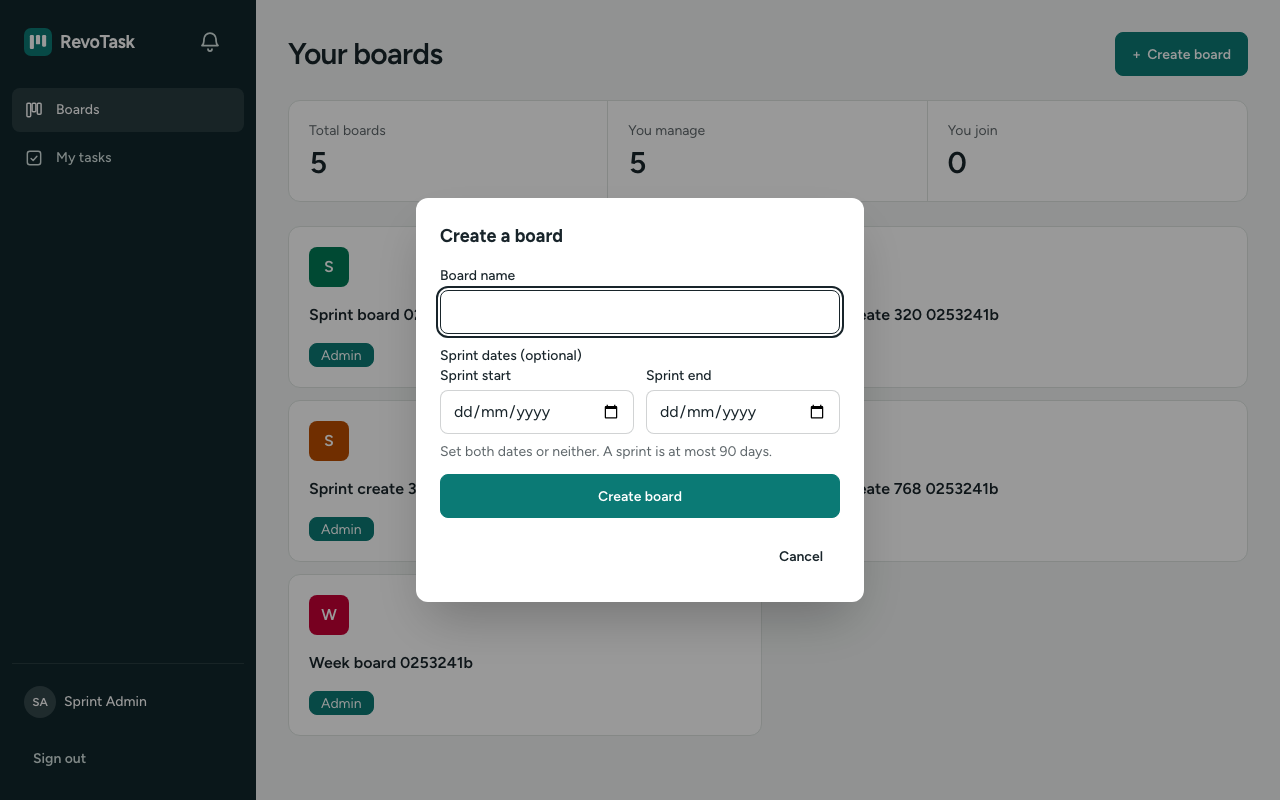 RevoTask
Boards
My tasks
SA
Sprint Admin
Sign out
Your boards
+ Create board
Total boards
5
You manage
5
You join
0
S
Sprint board 0
Admin
eate 320 0253241b
S
Sprint create 3
Admin
eate 768 0253241b
W
Week board 0253241b
Admin
Create a board
Board name
Sprint dates (optional)
Sprint start
Sprint end
dd/mm/yyyy
dd/mm/yyyy
Set both dates or neither. A sprint is at most 90 days.
Create board
Cancel